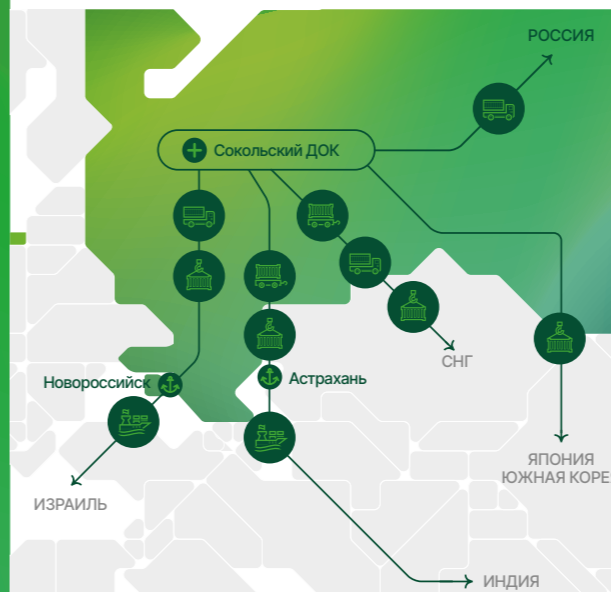 РОССИЯ
Сокольский ДОК
СНГ
Новороссийск
Астрахань
ЯПОНИЯ
ЮЖНАЯ КОРЕ
ИЗРАИЛЬ
ИНДИЯ